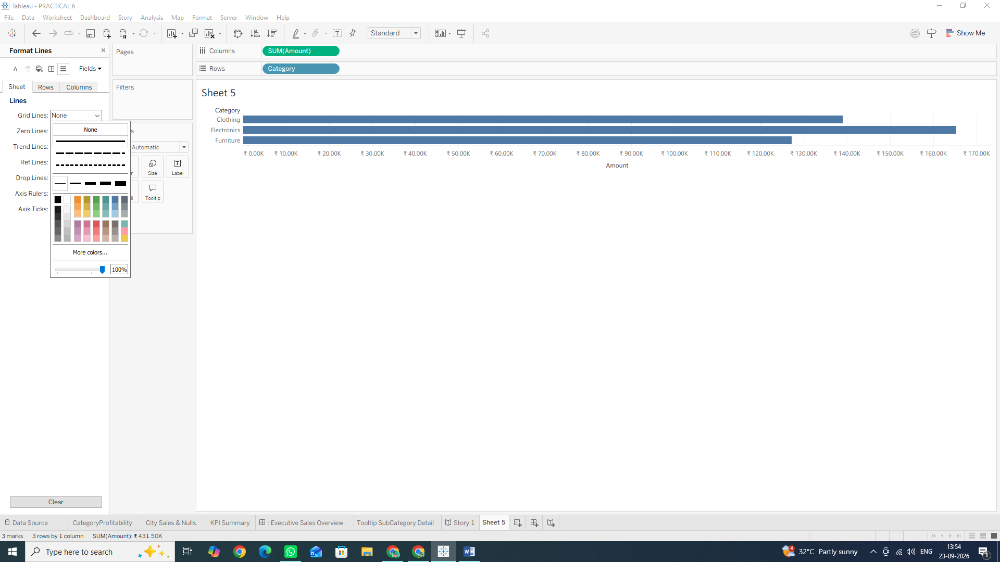 Tableau - PRACTICAL 6
File Data Worksheet Dashboard Story Analysis Map Format Server Window Help
Standard
Show Me
Format Lines
Fields
Sheet Rows Columns
Lines
Grid Lines: None
Zero Lines:
Trend Lines:
Ref Lines:
Drop Lines:
Axis Rulers:
Axis Ticks:
None
More colors...
100%
Clear
Pages
Filters
Automatic
Size
Label
Tooltip
Columns SUM(Amount)
Rows Category
Sheet 5
Category
Clothing
Electronics
Furniture
₹ 0.00K ₹ 10.00K ₹ 20.00K ₹ 30.00K ₹ 40.00K ₹ 50.00K ₹ 60.00K ₹ 70.00K ₹ 80.00K ₹ 90.00K ₹ 100.00K ₹ 110.00K ₹ 120.00K ₹ 130.00K ₹ 140.00K ₹ 150.00K ₹ 160.00K ₹ 170.00K
Amount
Data Source CategoryProfitability. City Sales & Nulls. KPI Summary : Executive Sales Overview. Tooltip SubCategory Detail Story 1 Sheet 5
3 marks 3 rows by 1 column SUM(Amount): ₹ 431.50K
Type here to search
4
32°C Partly sunny
ENG
13:54
23-09-2026
1